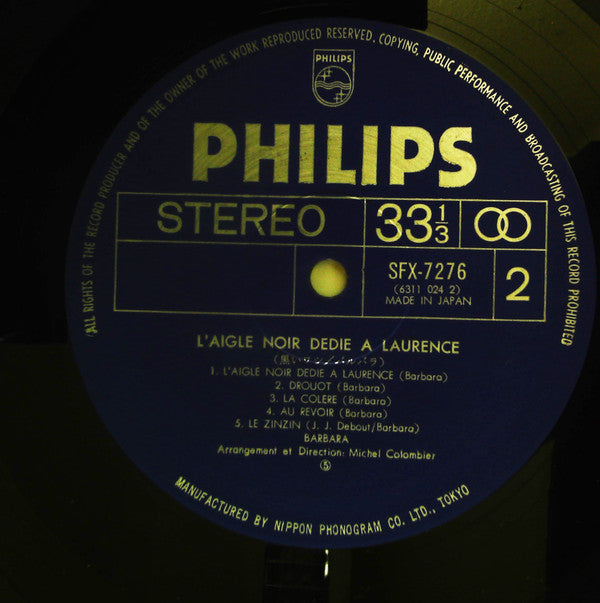 ALL RIGHTS OF THE RECORD PRODUCER AND OF THE OWNER OF THE WORK REPRODUCED RESERVED. COPYING, PUBLIC PERFORMANCE AND BROADCASTING OF THIS RECORD PROHIBITED
PHILIPS
PHILIPS
STEREO 33⅓
SFX-7276
(6311 024 2)
MADE IN JAPAN
2
L'AIGLE NOIR DEDIE A LAURENCE
1. L'AIGLE NOIR DEDIE A LAURENCE (Barbara)
2. DROUOT (Barbara)
3. LA COLERE (Barbara)
4. AU REVOIR (Barbara)
5. LE ZINZIN (J. J. Debout/Barbara)
BARBARA
Arrangement et Direction: Michel Colombier
⑤
MANUFACTURED BY NIPPON PHONOGRAM CO. LTD., TOKYO